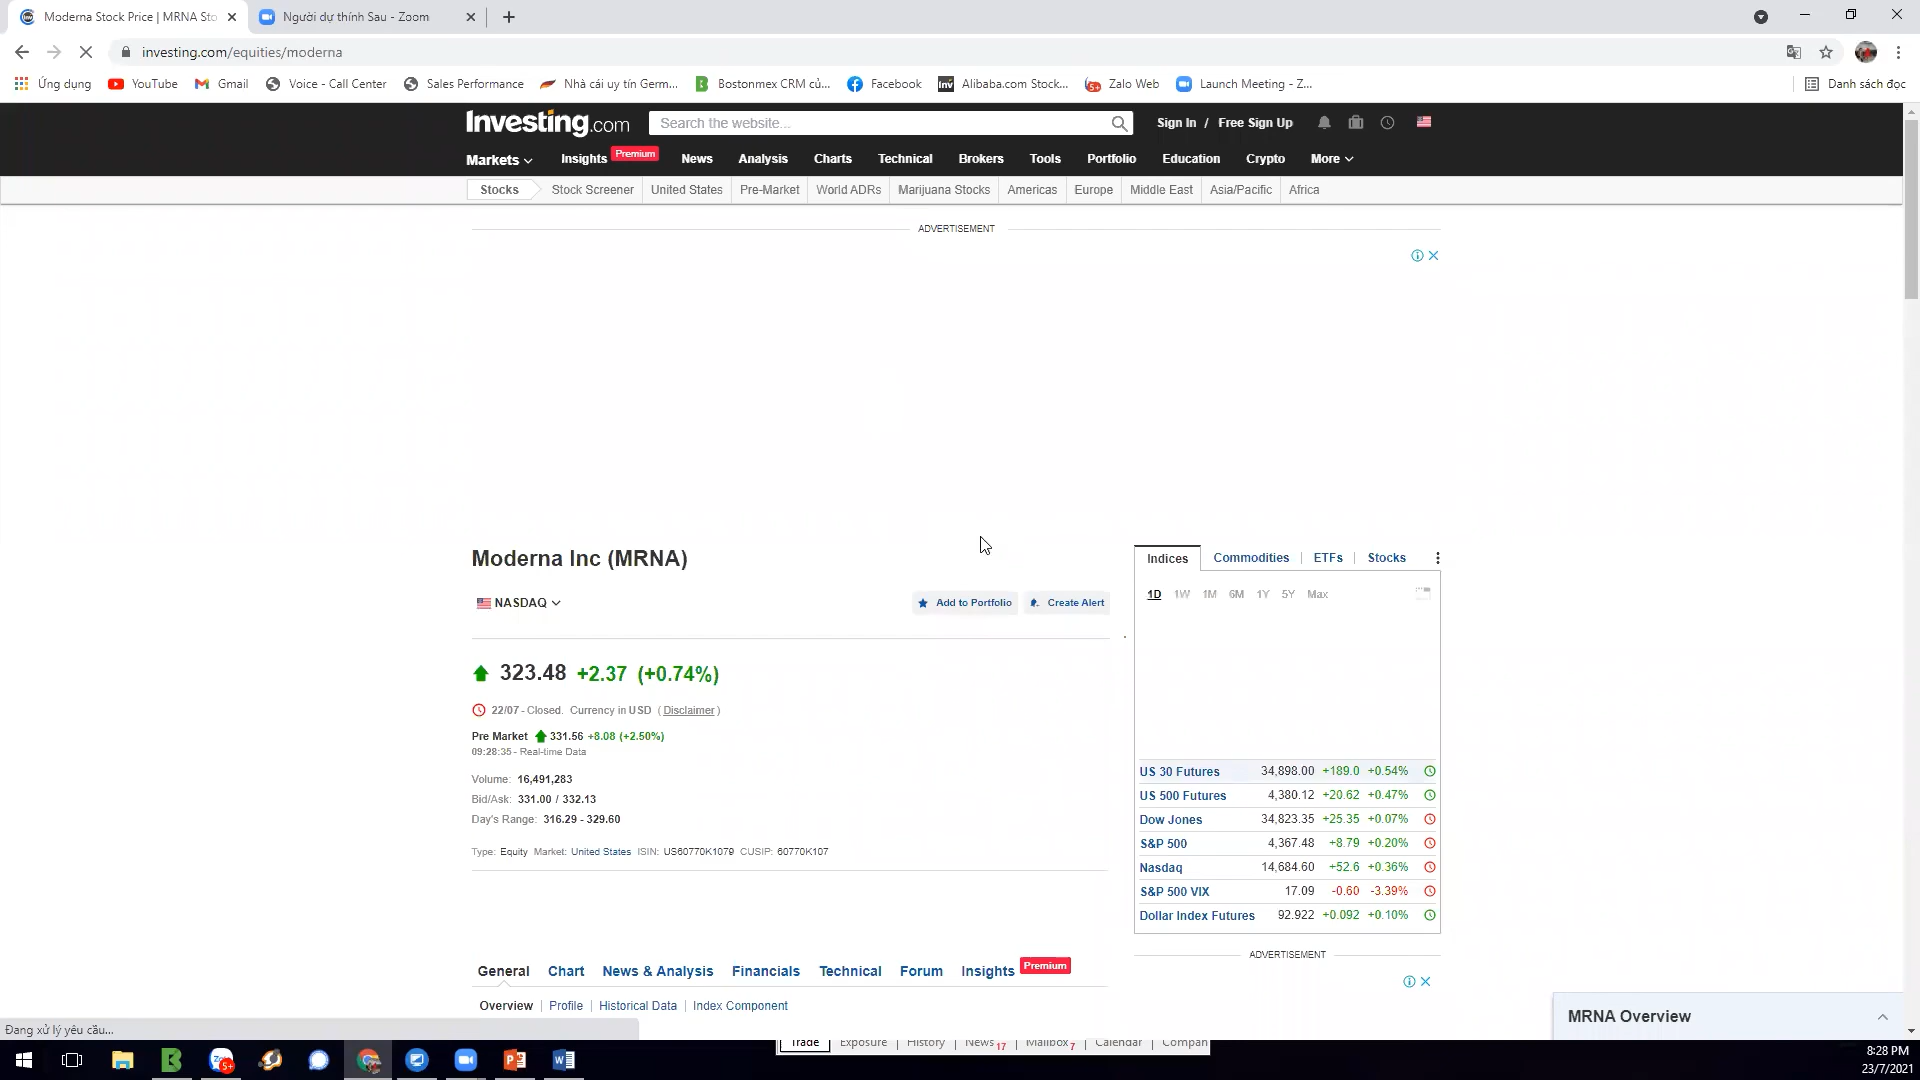 Moderna Stock Price | MRNA Sto
Người dự thính Sau - Zoom
investing.com/equities/moderna
Ứng dụng
YouTube
Gmail
Voice - Call Center
Sales Performance
Nhà cái uy tín Germ...
Bostonmex CRM củ...
Facebook
Alibaba.com Stock...
Zalo Web
Launch Meeting - Z...
Danh sách đọc
Investing.com
Search the website...
Sign In / Free Sign Up
Markets
Insights
Premium
News
Analysis
Charts
Technical
Brokers
Tools
Portfolio
Education
Crypto
More
Stocks
Stock Screener
United States
Pre-Market
World ADRs
Marijuana Stocks
Americas
Europe
Middle East
Asia/Pacific
Africa
ADVERTISEMENT
Moderna Inc (MRNA)
NASDAQ
Add to Portfolio
Create Alert
323.48 +2.37 (+0.74%)
22/07 - Closed. Currency in USD ( Disclaimer )
Pre Market 331.56 +8.08 (+2.50%)
09:28:35 - Real-time Data
Volume: 16,491,283
Bid/Ask: 331.00 / 332.13
Day's Range: 316.29 - 329.60
Type: Equity Market: United States ISIN: US60770K1079 CUSIP: 60770K107
Indices
Commodities
ETFs
Stocks
1D 1W 1M 6M 1Y 5Y Max
US 30 Futures 34,898.00 +189.0 +0.54%
US 500 Futures 4,380.12 +20.62 +0.47%
Dow Jones 34,823.35 +25.35 +0.07%
S&P 500 4,367.48 +8.79 +0.20%
Nasdaq 14,684.60 +52.6 +0.36%
S&P 500 VIX 17.09 -0.60 -3.39%
Dollar Index Futures 92.922 +0.092 +0.10%
ADVERTISEMENT
General
Chart
News & Analysis
Financials
Technical
Forum
Insights
Premium
Overview
Profile
Historical Data
Index Component
MRNA Overview
Đang xử lý yêu cầu...
Trade
Exposure
History
News 17
Mailbox 7
Calendar
Compan
5+
8:28 PM
23/7/2021